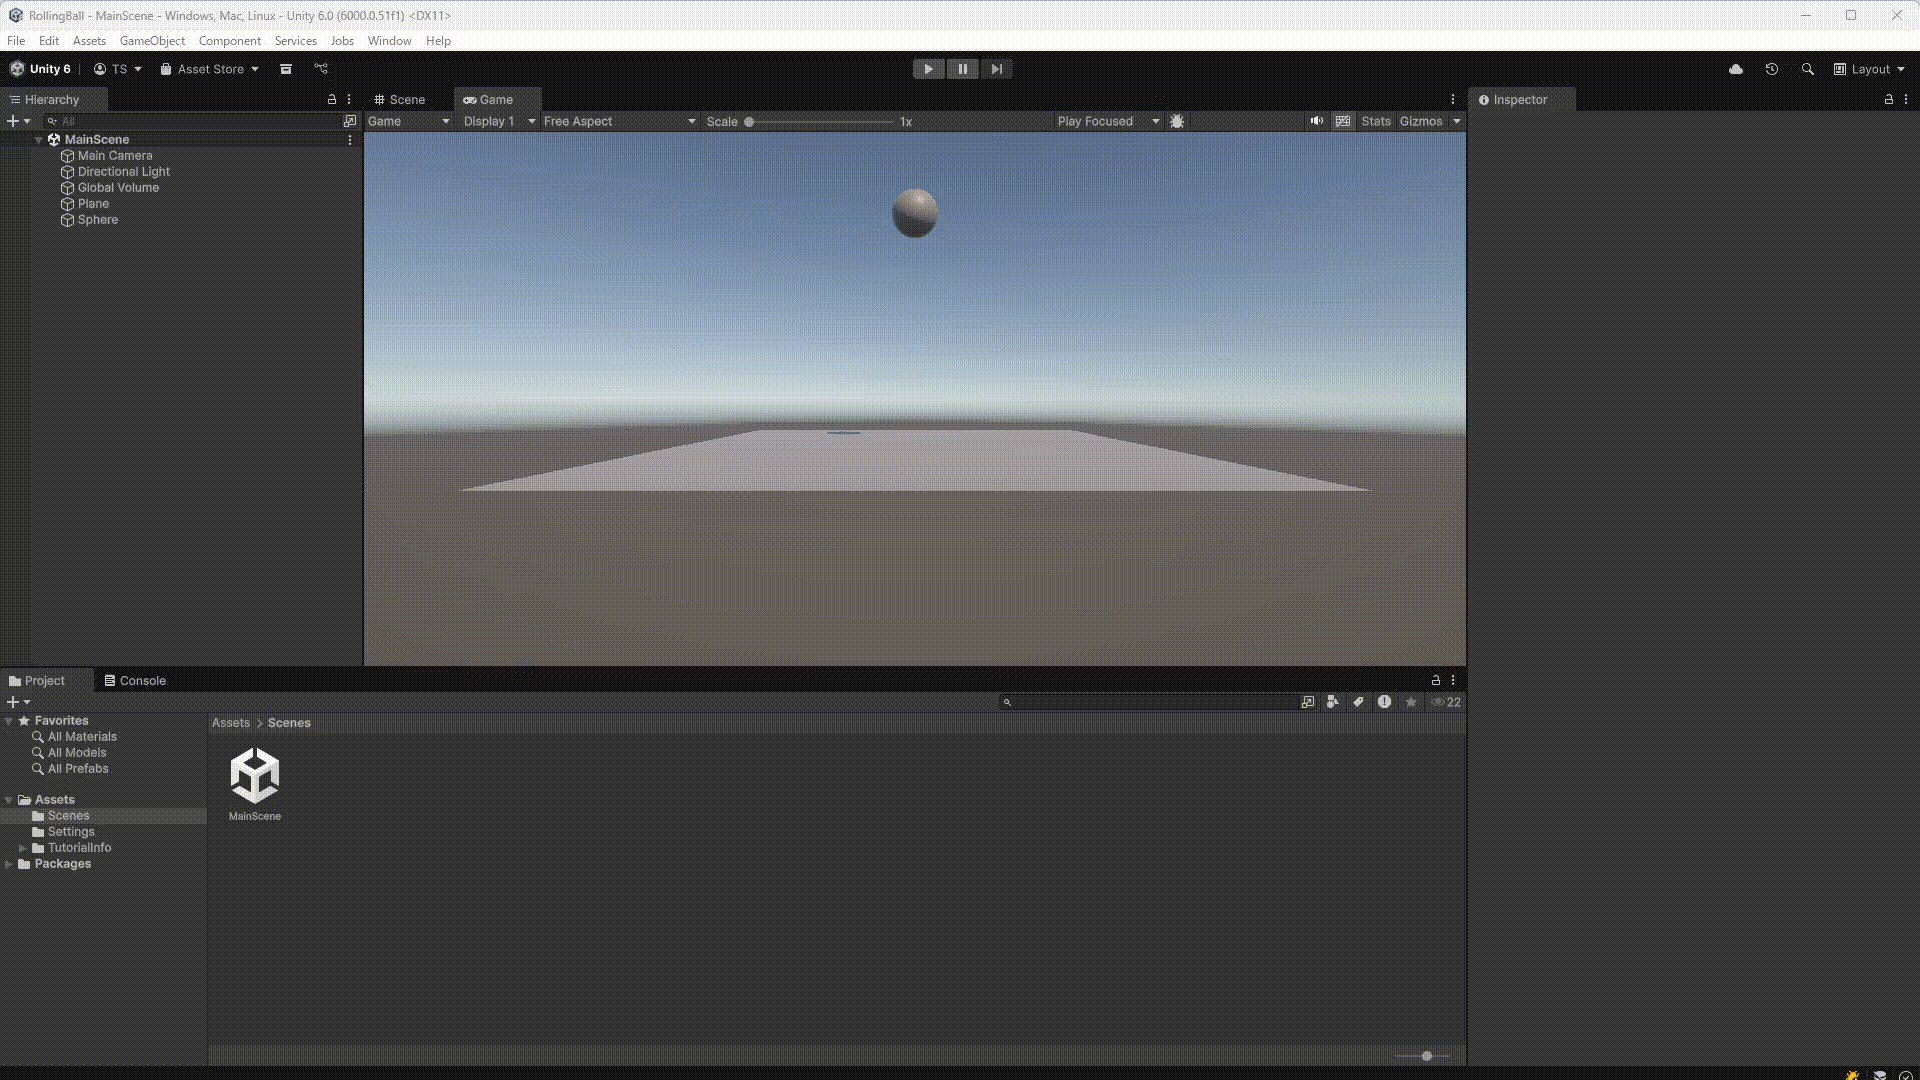 RollingBall - MainScene - Windows, Mac, Linux - Unity 6.0 (6000.0.51f1) <DX11>
File Edit Assets GameObject Component Services Jobs Window Help
Unity 6 TS Asset Store Layout
Hierarchy Scene Game Inspector
All Game Display 1 Free Aspect Scale 1x Play Focused Stats Gizmos
MainScene
Main Camera
Directional Light
Global Volume
Plane
Sphere
Project Console
22
Favorites
All Materials
All Models
All Prefabs
Assets
Scenes
Settings
TutorialInfo
Packages
Assets > Scenes
MainScene